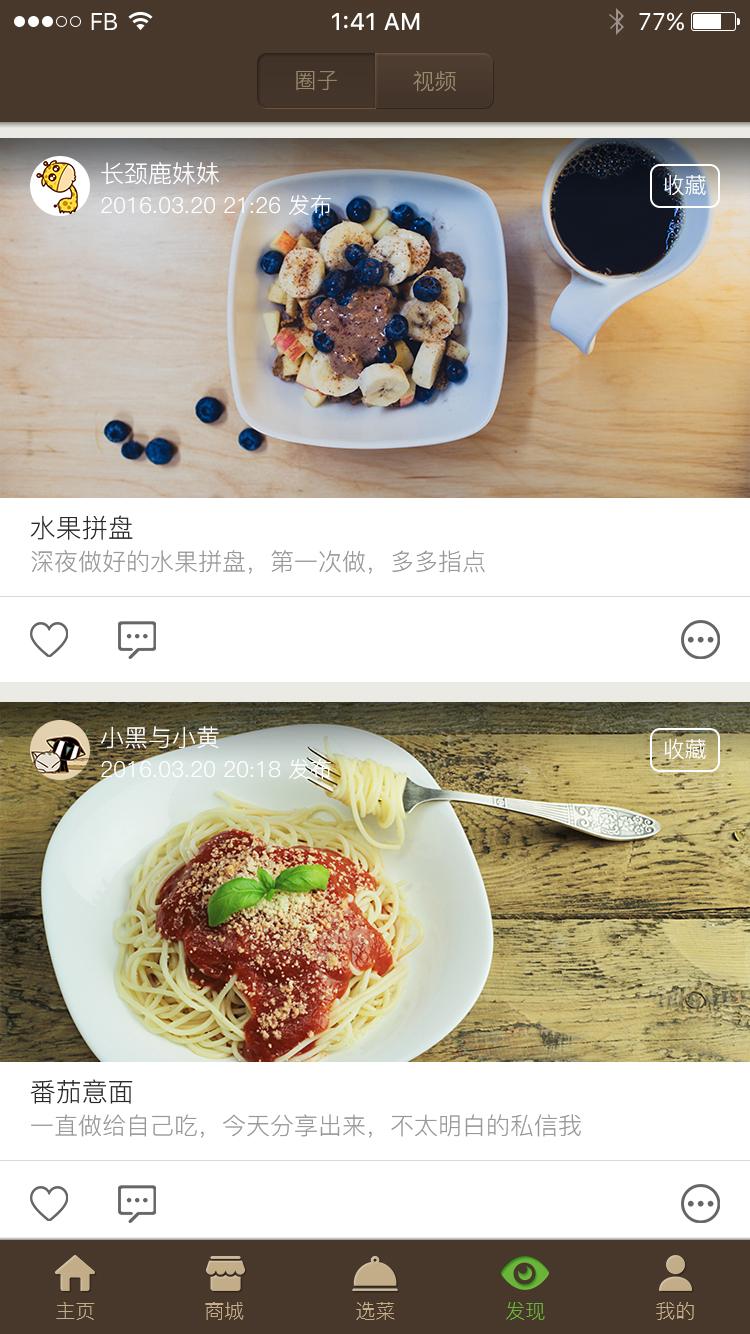 FB 1:41 AM 77%
圈子 视频
长颈鹿妹妹
2016.03.20 21:26 发布
收藏
水果拼盘
深夜做好的水果拼盘，第一次做，多多指点
小黑与小黄
2016.03.20 20:18 发布
收藏
番茄意面
一直做给自己吃，今天分享出来，不太明白的私信我
主页 商城 选菜 发现 我的